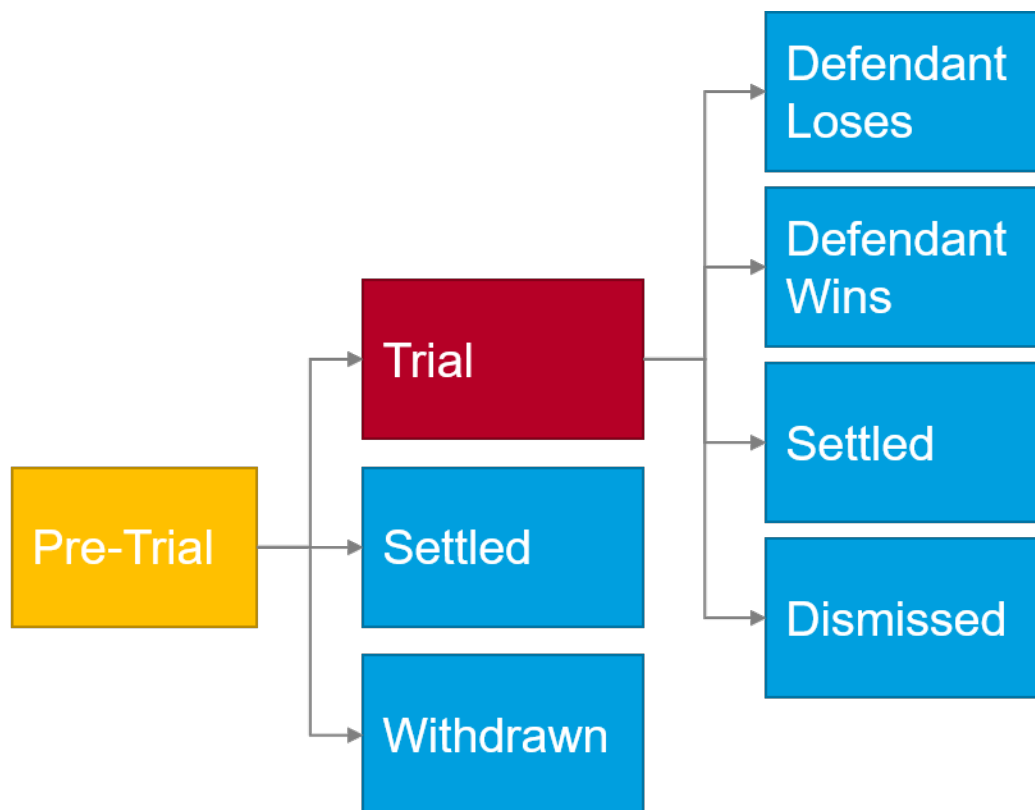 Pre-Trial
Trial
Settled
Withdrawn
Defendant
Loses
Defendant
Wins
Settled
Dismissed